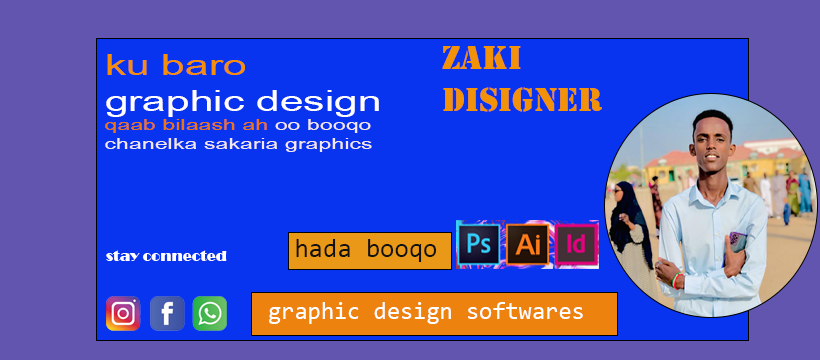 ku baro
graphic design
qaab bilaash ah oo booqo
chanelka sakaria graphics
ZAKI
DISIGNER
stay connected
hada booqo
Ps Ai Id
graphic design softwares